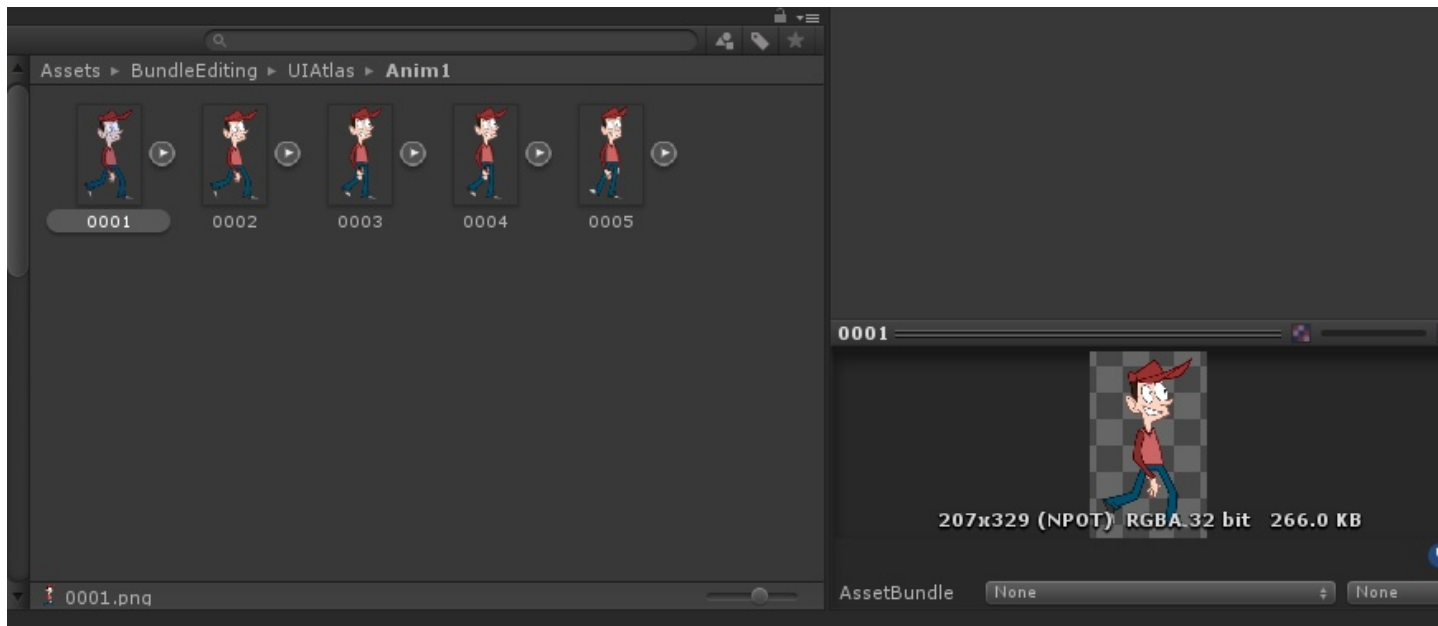 Assets ▸ BundleEditing ▸ UIAtlas ▸ Anim1
0001 0002 0003 0004 0005
0001.png
0001
207x329 (NPOT) RGBA 32 bit 266.0 KB
AssetBundle None None